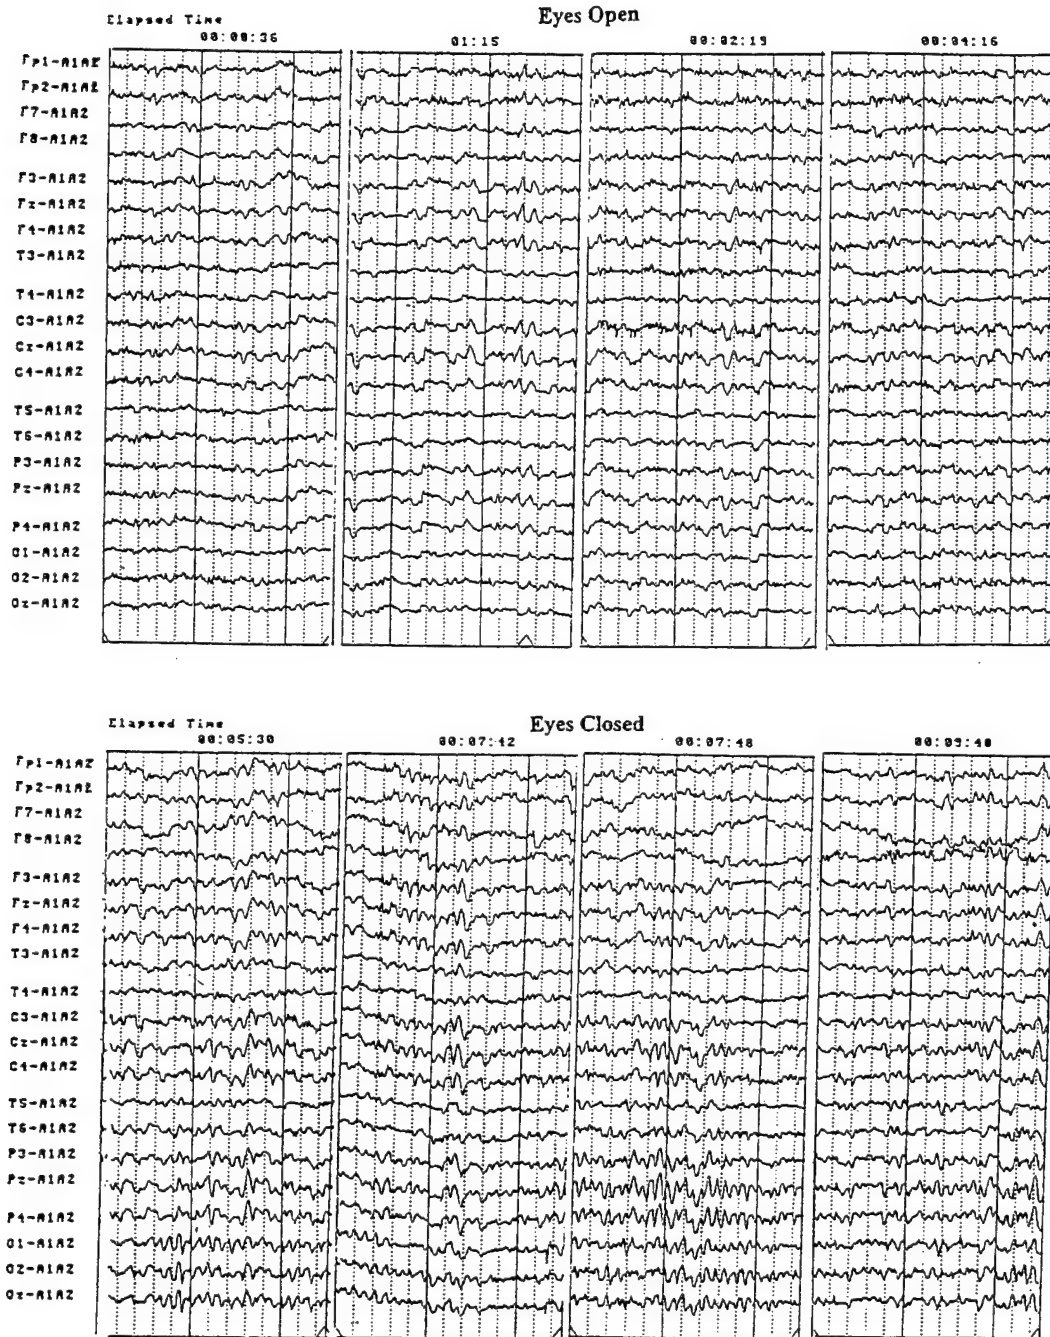 Eyes Open
Elapsed Time
00:00:36 01:15 00:02:19 00:04:16
Fp1-A1A2
Fp2-A1A2
F7-A1A2
F8-A1A2
F3-A1A2
Fz-A1A2
F4-A1A2
T3-A1A2
T4-A1A2
C3-A1A2
Cz-A1A2
C4-A1A2
T5-A1A2
T6-A1A2
P3-A1A2
Pz-A1A2
P4-A1A2
O1-A1A2
O2-A1A2
Oz-A1A2
Eyes Closed
Elapsed Time
00:05:30 00:07:42 00:07:48 00:09:40
Fp1-A1A2
Fp2-A1A2
F7-A1A2
F8-A1A2
F3-A1A2
Fz-A1A2
F4-A1A2
T3-A1A2
T4-A1A2
C3-A1A2
Cz-A1A2
C4-A1A2
T5-A1A2
T6-A1A2
P3-A1A2
Pz-A1A2
P4-A1A2
O1-A1A2
O2-A1A2
Oz-A1A2